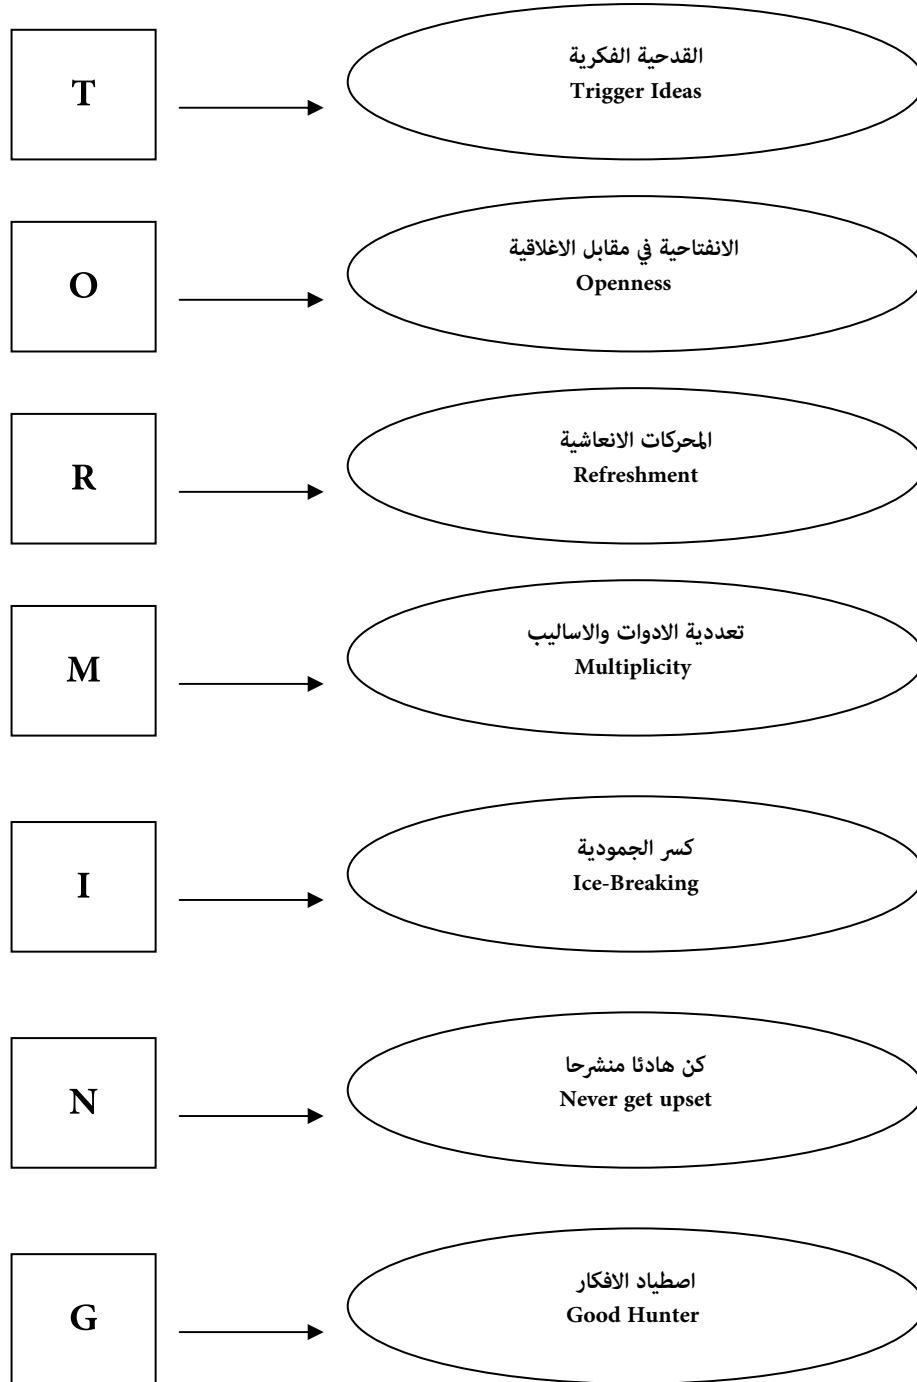 T
القدحية الفكرية
Trigger Ideas
O
الانفتاحية في مقابل الاغلاقية
Openness
R
المحركات الانعاشية
Refreshment
M
تعددية الادوات والاساليب
Multiplicity
I
كسر الجمودية
Ice-Breaking
N
كن هادئا منشرحا
Never get upset
G
اصطياد الافكار
Good Hunter